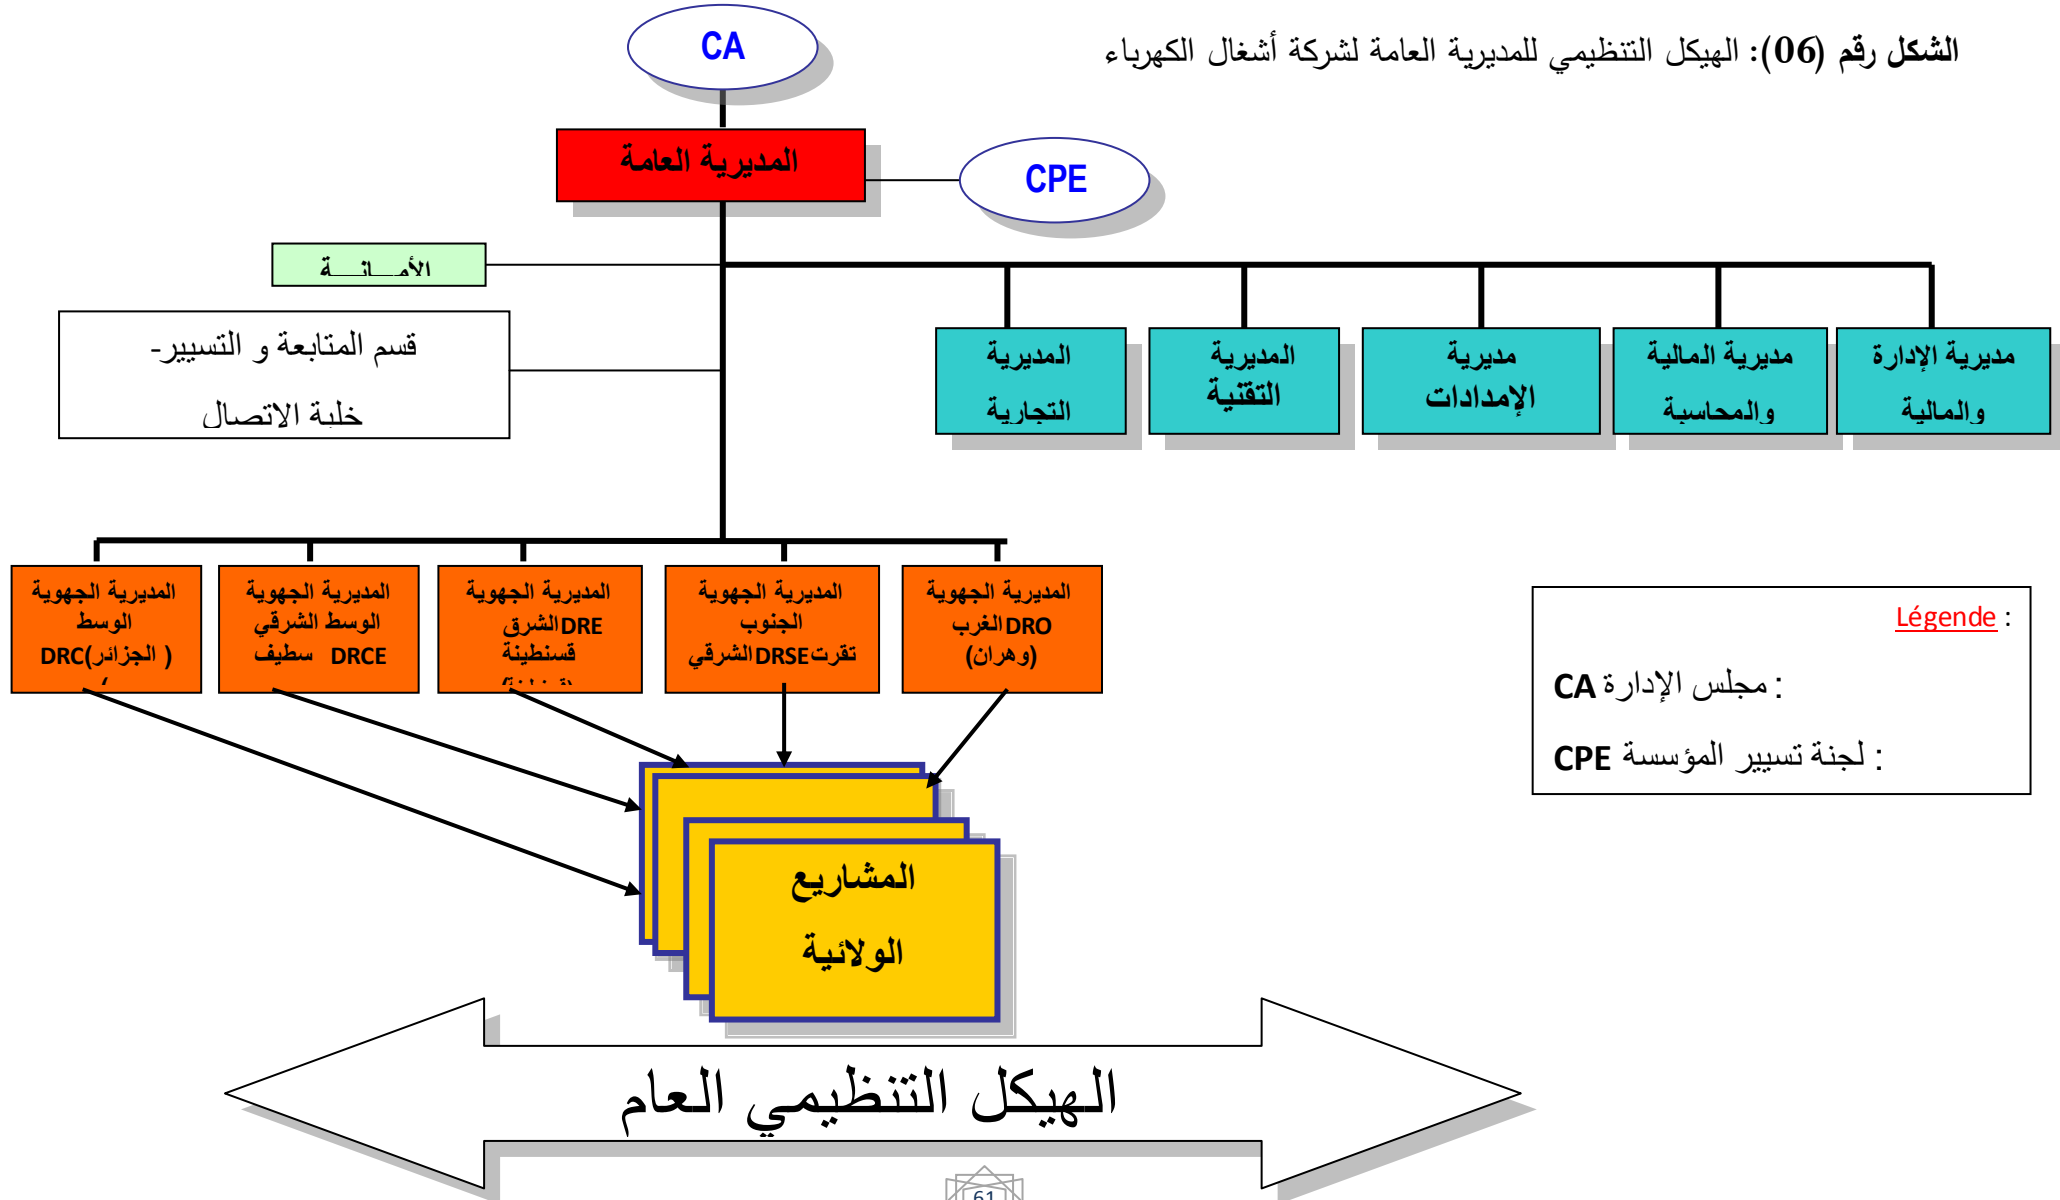 الشكل رقم (06): الهيكل التنظيمي للمديرية العامة لشركة أشغال الكهرباء
CA
المديرية العامة
CPE
الأمـــانـــــة
قسم المتابعة و التسيير-
خلية الاتصال
المديرية
التجارية
المديرية
التقنية
مديرية
الإمدادات
مديرية المالية
والمحاسبة
مديرية الإدارة
والمالية
المديرية الجهوية
الوسط
( الجزائر)DRC
المديرية الجهوية
الوسط الشرقي
DRCE سطيف
المديرية الجهوية
DRE الشرق
قسنطينة
المديرية الجهوية
الجنوب
الشرقي DRSE تقرت
المديرية الجهوية
DRO الغرب
(وهران)
Légende :
CA : مجلس الإدارة
CPE : لجنة تسيير المؤسسة
المشاريع
الولائية
الهيكل التنظيمي العام
61